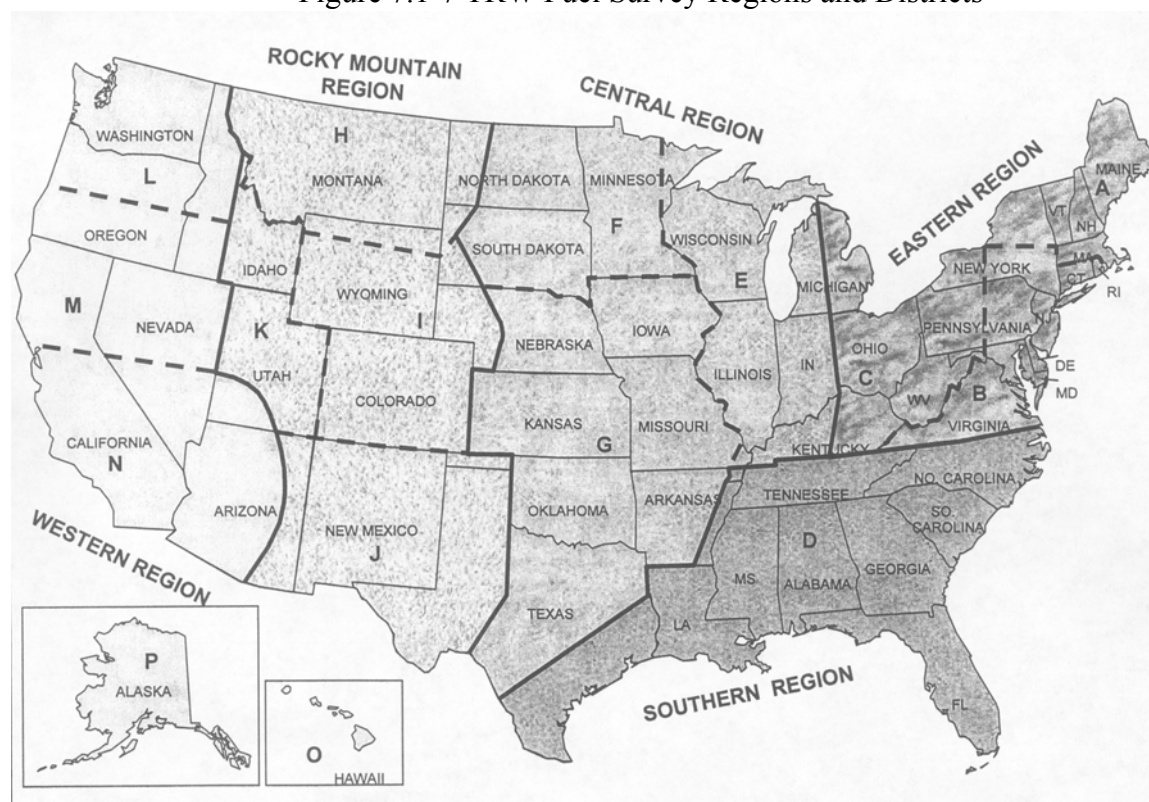 Figure 7.1-7 TRW Fuel Survey Regions and Districts
ROCKY MOUNTAIN
REGION
CENTRAL REGION
EASTERN REGION
WESTERN REGION
SOUTHERN REGION
WASHINGTON
L
OREGON
M
NEVADA
CALIFORNIA
N
H
MONTANA
IDAHO
WYOMING
I
K
UTAH
COLORADO
ARIZONA
NEW MEXICO
J
NORTH DAKOTA
MINNESOTA
SOUTH DAKOTA
F
WISCONSIN
E
MICHIGAN
NEBRASKA
IOWA
ILLINOIS
IN
KANSAS
G
MISSOURI
OKLAHOMA
ARKANSAS
TEXAS
MAINE
A
VT
NH
MA
NEW YORK
CT
RI
PENNSYLVANIA
NJ
OHIO
C
DE
MD
WV
B
VIRGINIA
KENTUCKY
TENNESSEE
NO. CAROLINA
SO.
CAROLINA
D
MS
ALABAMA
GEORGIA
LA
FL
P
ALASKA
O
HAWAII